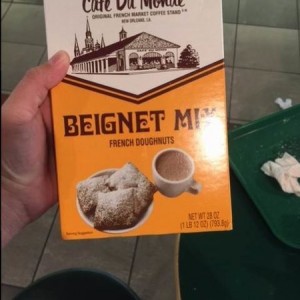 Café Du Monde
ORIGINAL FRENCH MARKET COFFEE STAND
NEW ORLEANS, LA
BEIGNET MIX
FRENCH DOUGHNUTS
NET WT 28 OZ
(1 LB 12 OZ) (793.8g)